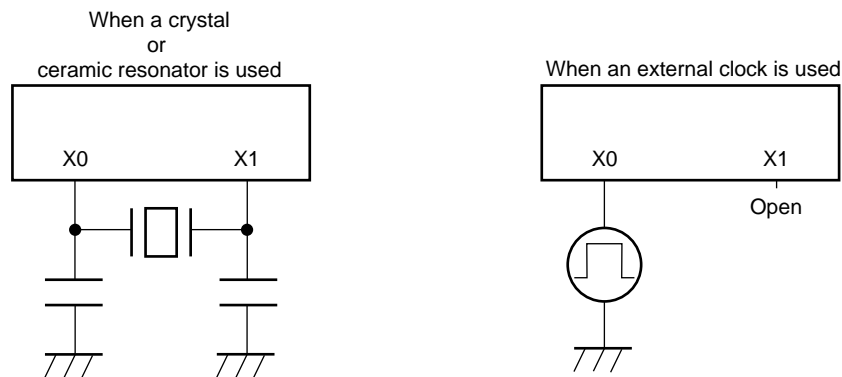 When a crystal
or
ceramic resonator is used
X0
X1
When an external clock is used
X0
X1
Open